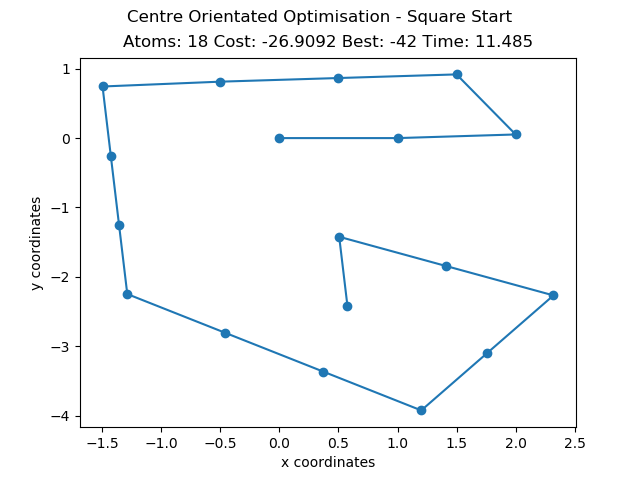 Centre Orientated Optimisation - Square Start
Atoms: 18 Cost: -26.9092 Best: -42 Time: 11.485
1
0
−1
−2
−3
−4
y coordinates
−1.5 −1.0 −0.5 0.0 0.5 1.0 1.5 2.0 2.5
x coordinates